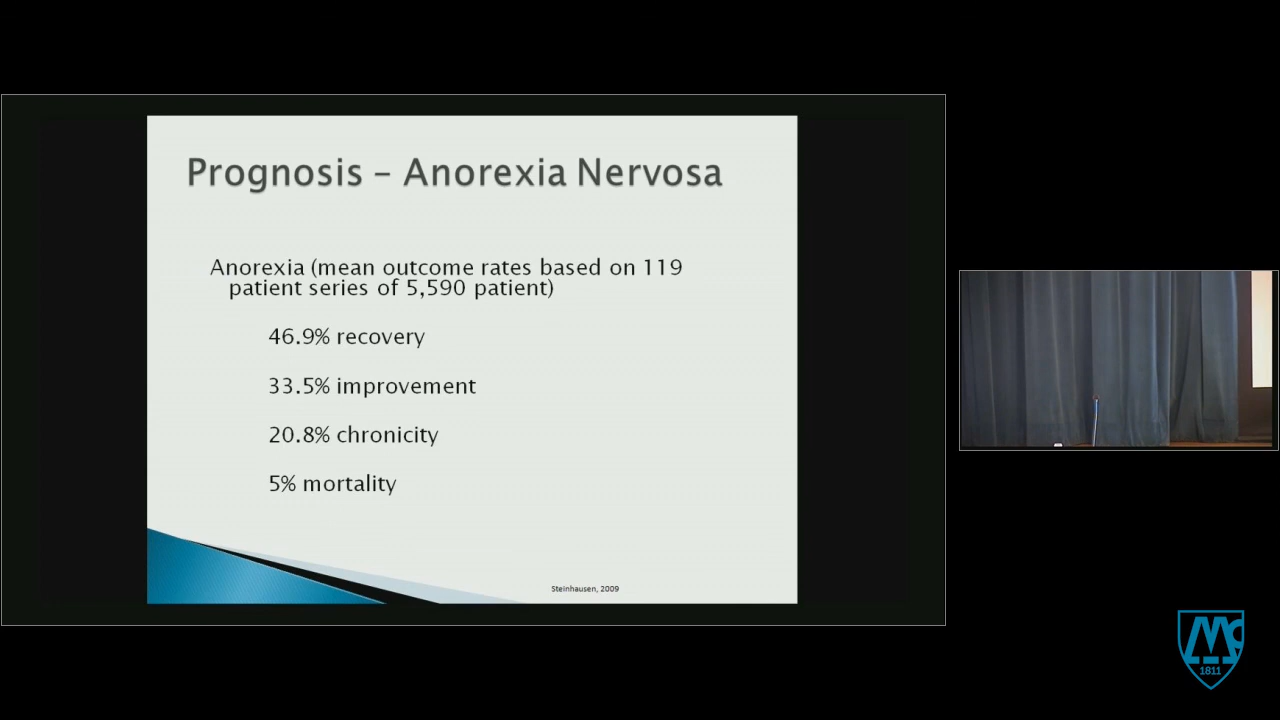 Prognosis – Anorexia Nervosa
Anorexia (mean outcome rates based on 119
patient series of 5,590 patient)
46.9% recovery
33.5% improvement
20.8% chronicity
5% mortality
Steinhausen, 2009
Mc
1811